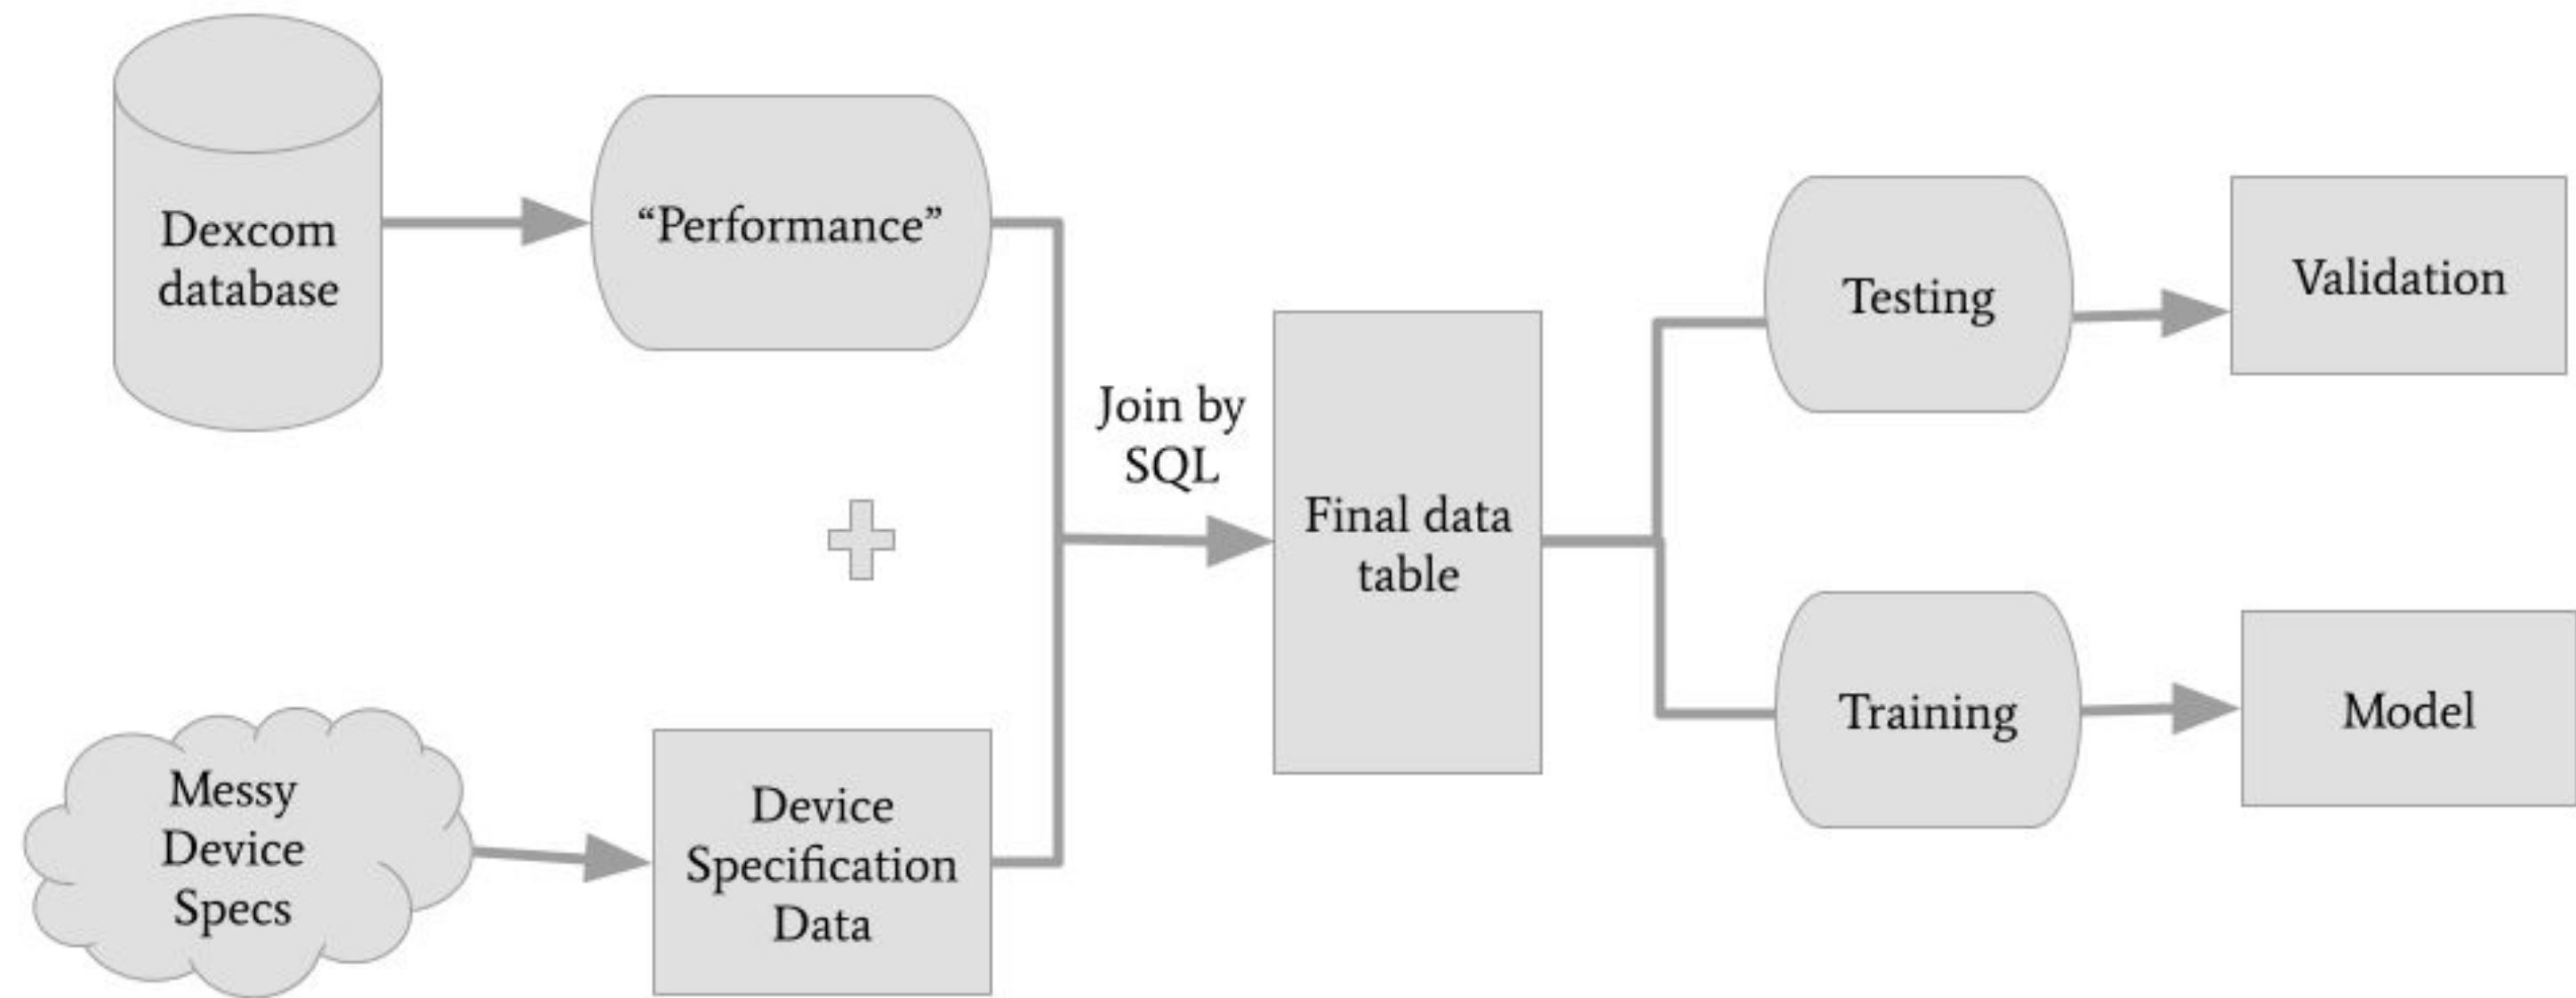 Dexcom
database
“Performance”
Messy
Device
Specs
Device
Specification
Data
Join by
SQL
Final data
table
Testing
Validation
Training
Model